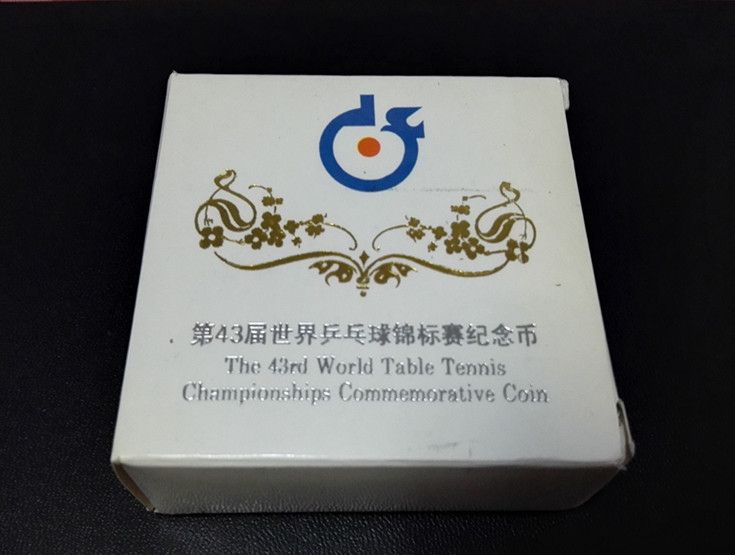 第43届世界乒乓球锦标赛纪念币
The 43rd World Table Tennis
Championships Commemorative Coin